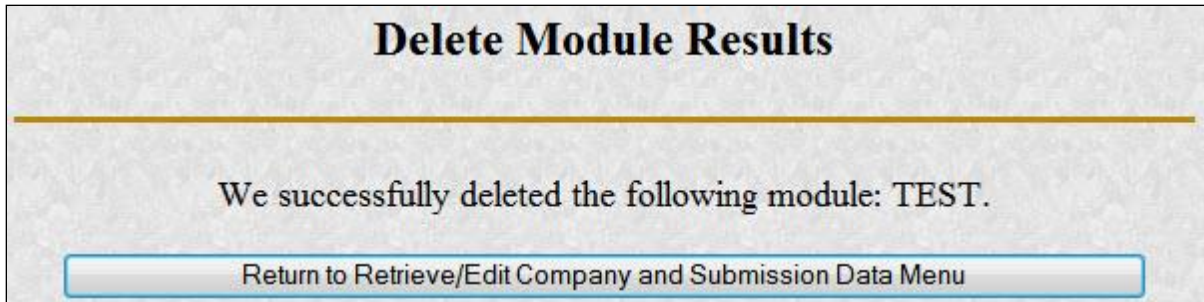 Delete Module Results
We successfully deleted the following module: TEST.
Return to Retrieve/Edit Company and Submission Data Menu